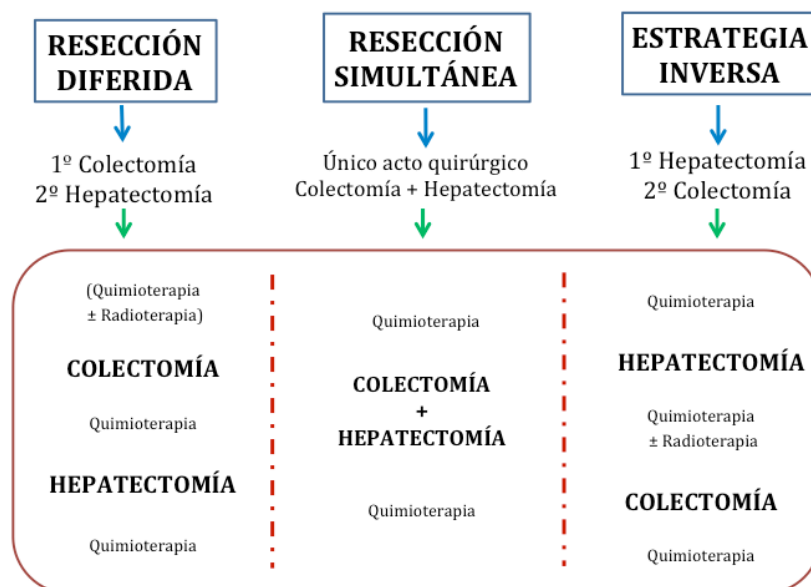 RESECCIÓN
DIFERIDA
1º Colectomía
2º Hepatectomía
(Quimioterapia
± Radioterapia)
COLECTOMÍA
Quimioterapia
HEPATECTOMÍA
Quimioterapia
RESECCIÓN
SIMULTÁNEA
Único acto quirúrgico
Colectomía + Hepatectomía
Quimioterapia
COLECTOMÍA
+
HEPATECTOMÍA
Quimioterapia
ESTRATEGIA
INVERSA
1º Hepatectomía
2º Colectomía
Quimioterapia
HEPATECTOMÍA
Quimioterapia
± Radioterapia
COLECTOMÍA
Quimioterapia